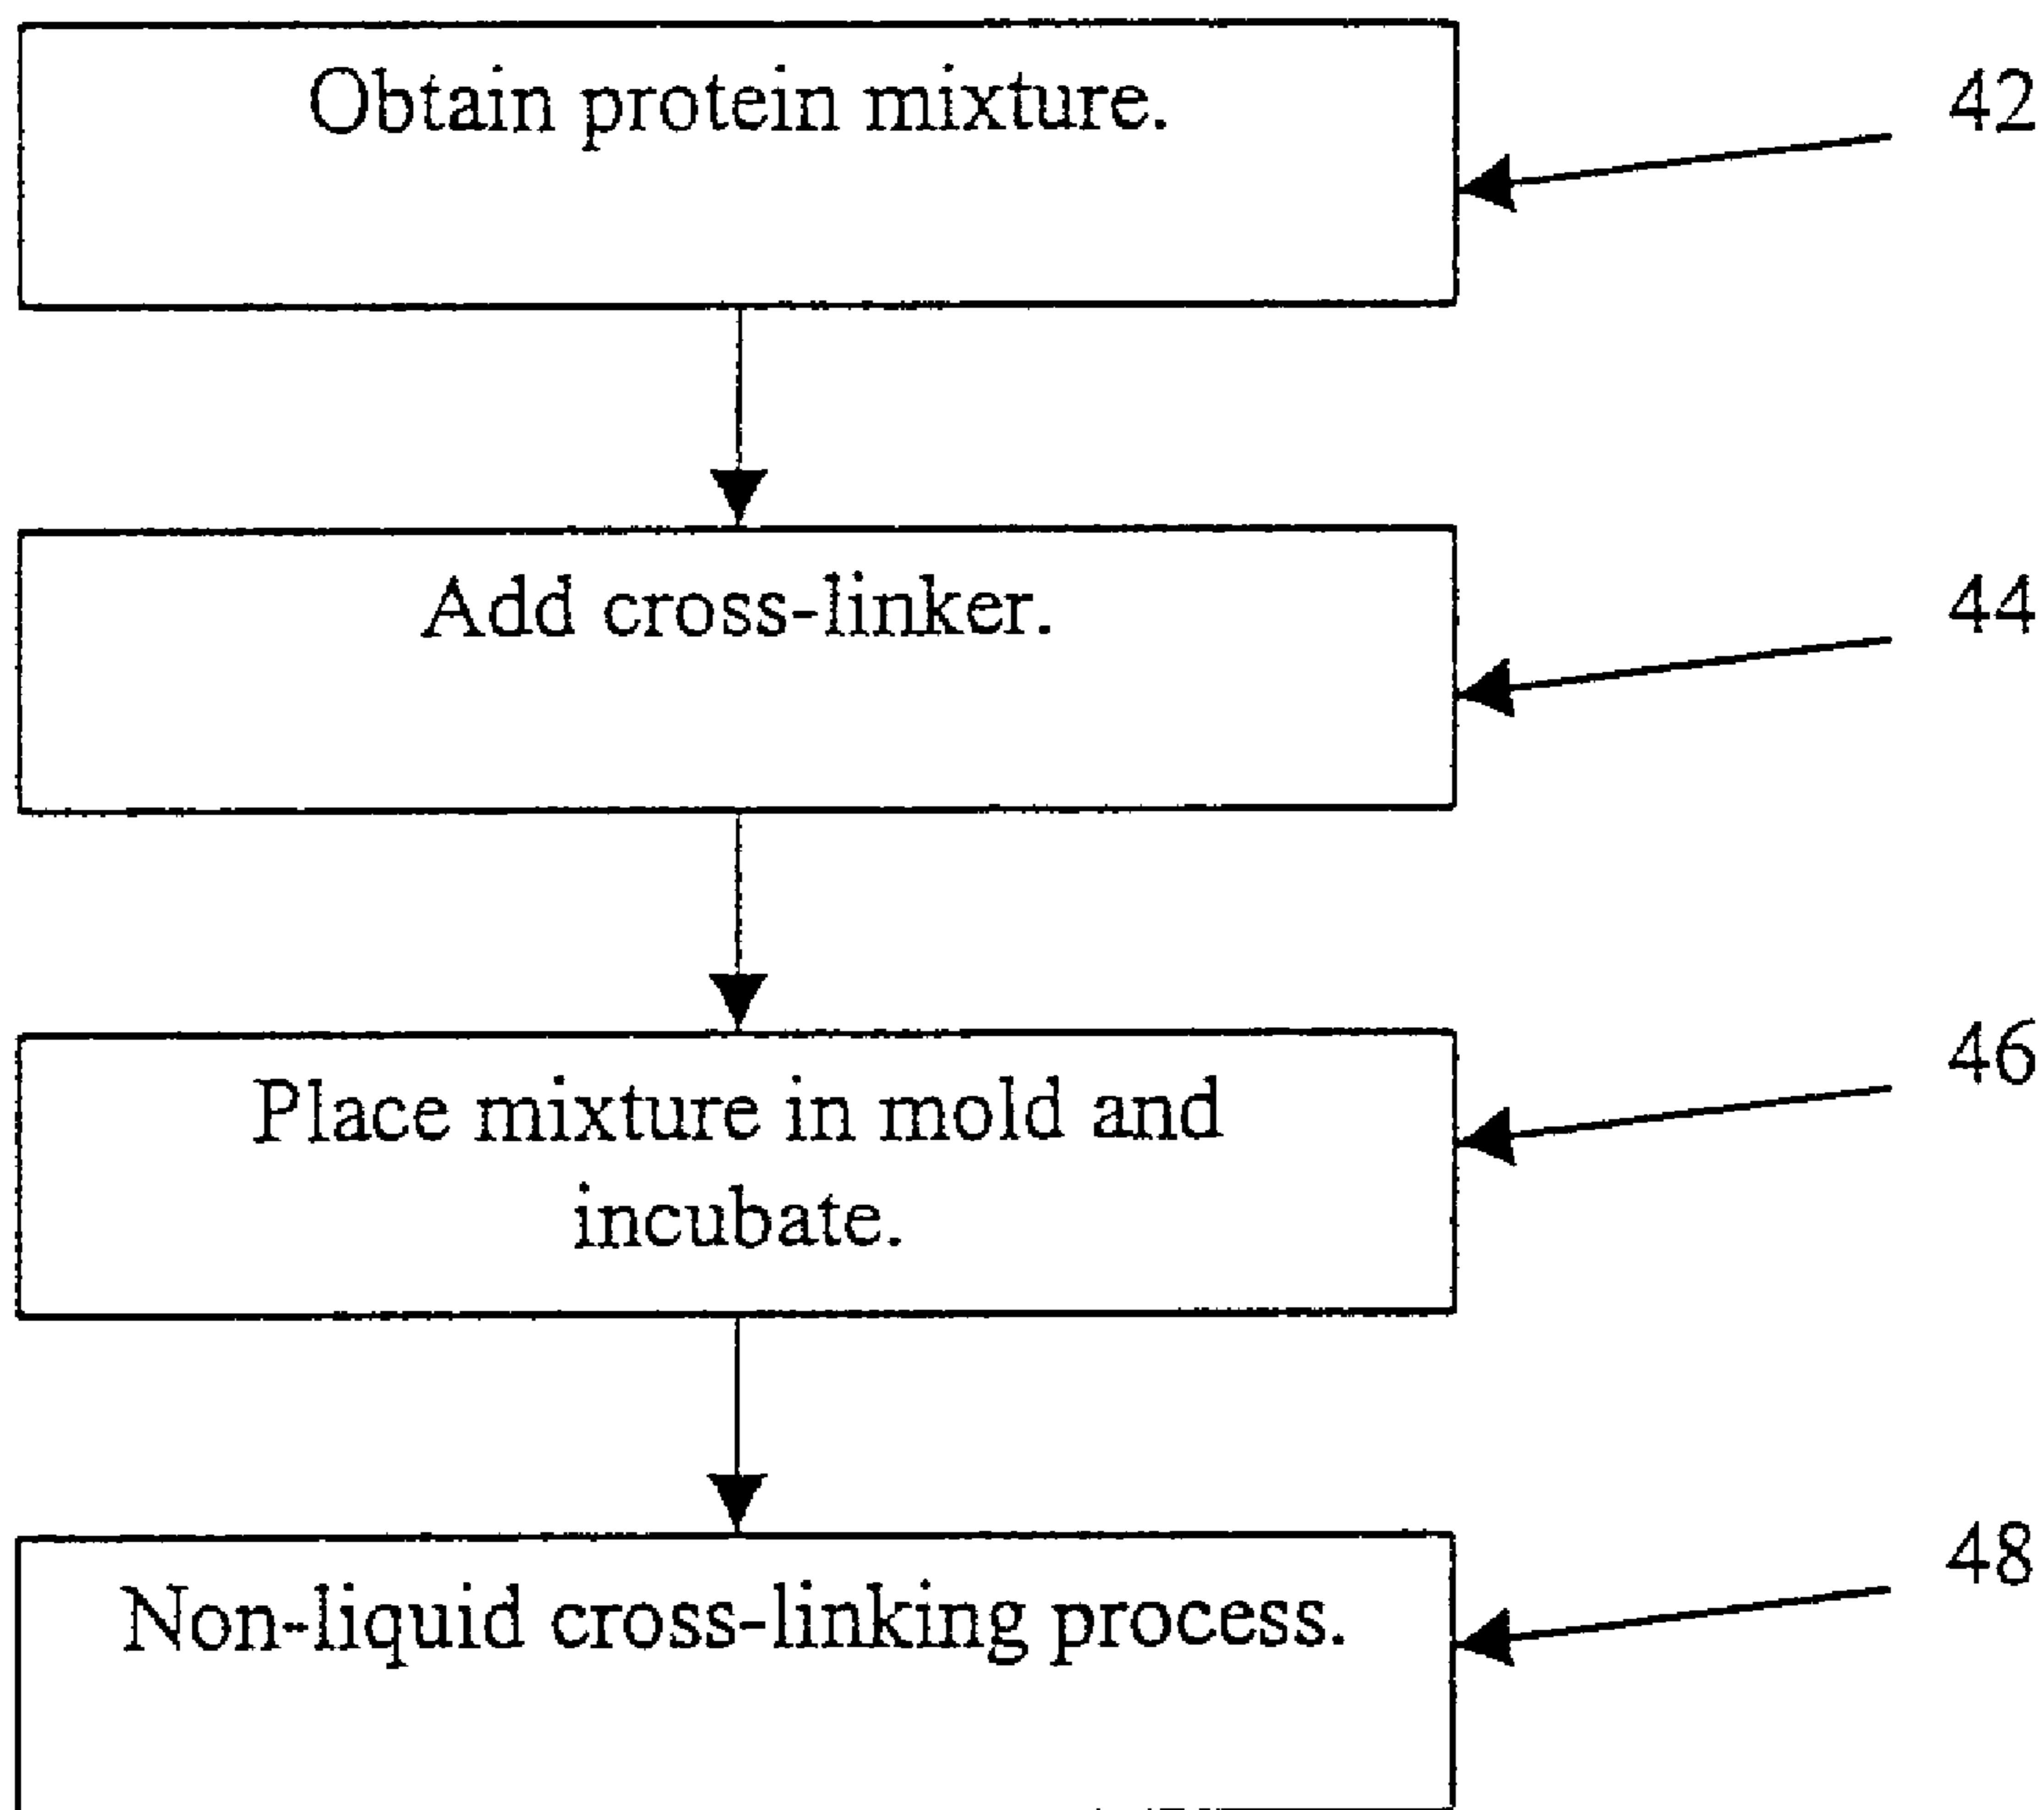 Obtain protein mixture.
42
Add cross-linker.
44
Place mixture in mold and
incubate.
46
Non-liquid cross-linking process.
48